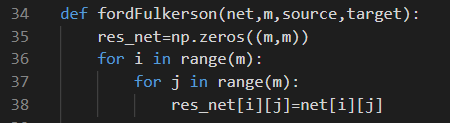 34 def fordFulkerson(net,m,source,target):
35     res_net=np.zeros((m,m))
36     for i in range(m):
37         for j in range(m):
38             res_net[i][j]=net[i][j]